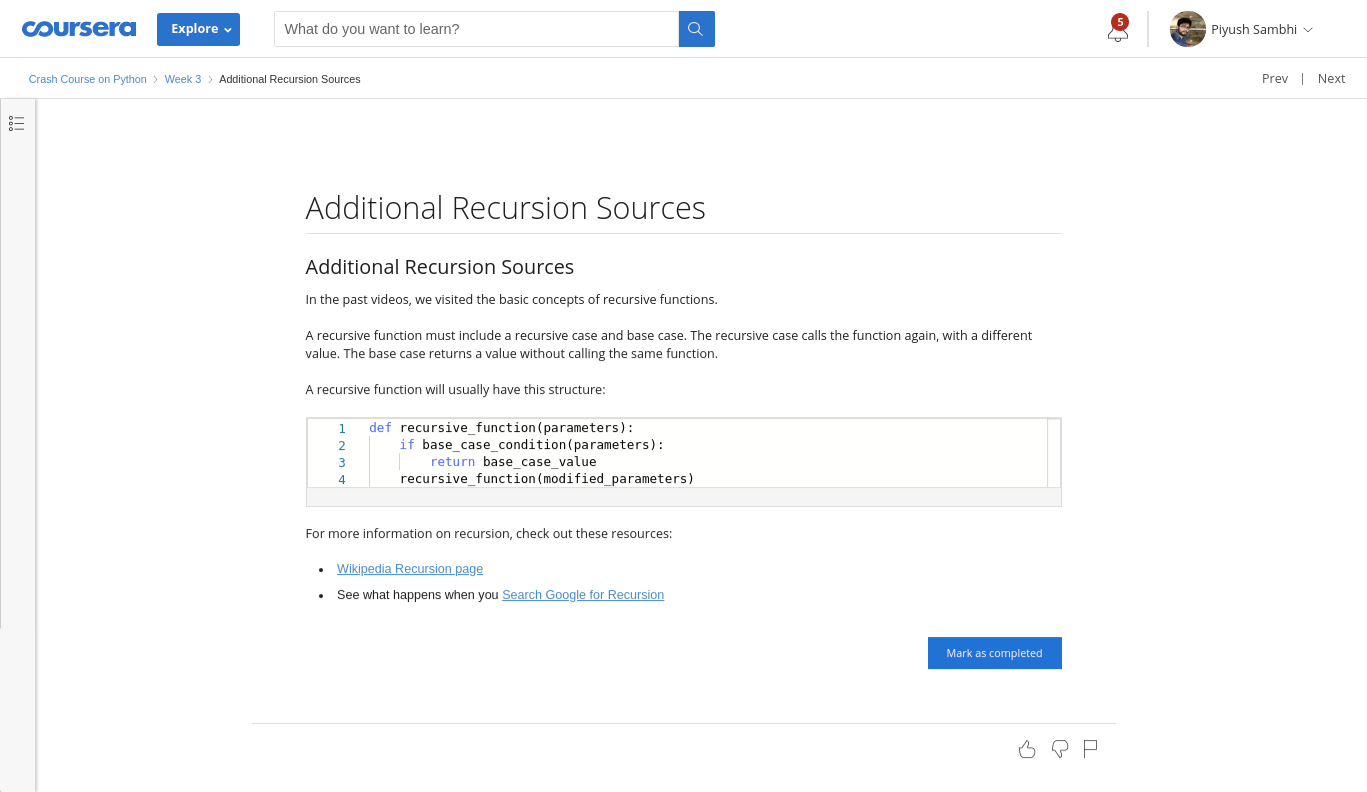 coursera Explore What do you want to learn? 5 Piyush Sambhi
Crash Course on Python Week 3 Additional Recursion Sources Prev | Next
Additional Recursion Sources
Additional Recursion Sources
In the past videos, we visited the basic concepts of recursive functions.
A recursive function must include a recursive case and base case. The recursive case calls the function again, with a different
value. The base case returns a value without calling the same function.
A recursive function will usually have this structure:
1 def recursive_function(parameters):
2 if base_case_condition(parameters):
3 return base_case_value
4 recursive_function(modified_parameters)
For more information on recursion, check out these resources:
• Wikipedia Recursion page
• See what happens when you Search Google for Recursion
Mark as completed